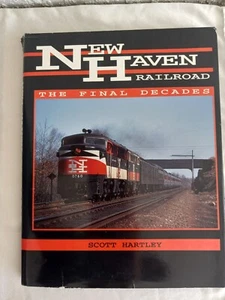 NEW
HAVEN
RAILROAD
THE FINAL DECADES
SCOTT HARTLEY